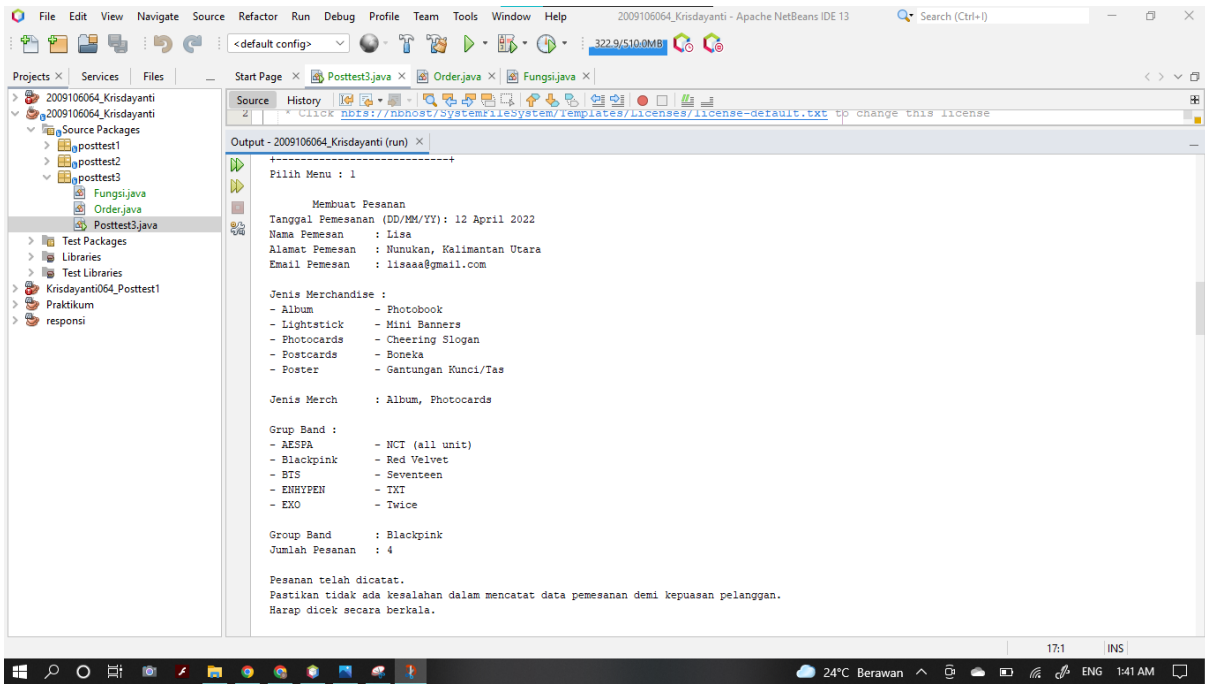 File Edit View Navigate Source Refactor Run Debug Profile Team Tools Window Help 2009106064_Krisdayanti - Apache NetBeans IDE 13 Search (Ctrl+I)
<default config> 322.9/510.0MB
Projects Services Files Start Page Posttest3.java Order.java Fungsi.java
2009106064_Krisdayanti
2009106064_Krisdayanti
Source Packages
posttest1
posttest2
posttest3
Fungsi.java
Order.java
Posttest3.java
Test Packages
Libraries
Test Libraries
Krisdayanti064_Posttest1
Praktikum
responsi
Source History
2 * Click nbfs://nbhost/SystemFileSystem/Templates/Licenses/license-default.txt to change this license
Output - 2009106064_Krisdayanti (run)
+----------------------------+
Pilih Menu : 1
Membuat Pesanan
Tanggal Pemesanan (DD/MM/YY): 12 April 2022
Nama Pemesan : Lisa
Alamat Pemesan : Nunukan, Kalimantan Utara
Email Pemesan : lisaaa@gmail.com
Jenis Merchandise :
- Album - Photobook
- Lightstick - Mini Banners
- Photocards - Cheering Slogan
- Postcards - Boneka
- Poster - Gantungan Kunci/Tas
Jenis Merch : Album, Photocards
Grup Band :
- AESPA - NCT (all unit)
- Blackpink - Red Velvet
- BTS - Seventeen
- ENHYPEN - TXT
- EXO - Twice
Group Band : Blackpink
Jumlah Pesanan : 4
Pesanan telah dicatat.
Pastikan tidak ada kesalahan dalam mencatat data pemesanan demi kepuasan pelanggan.
Harap dicek secara berkala.
17:1 INS
24°C Berawan ENG 1:41 AM